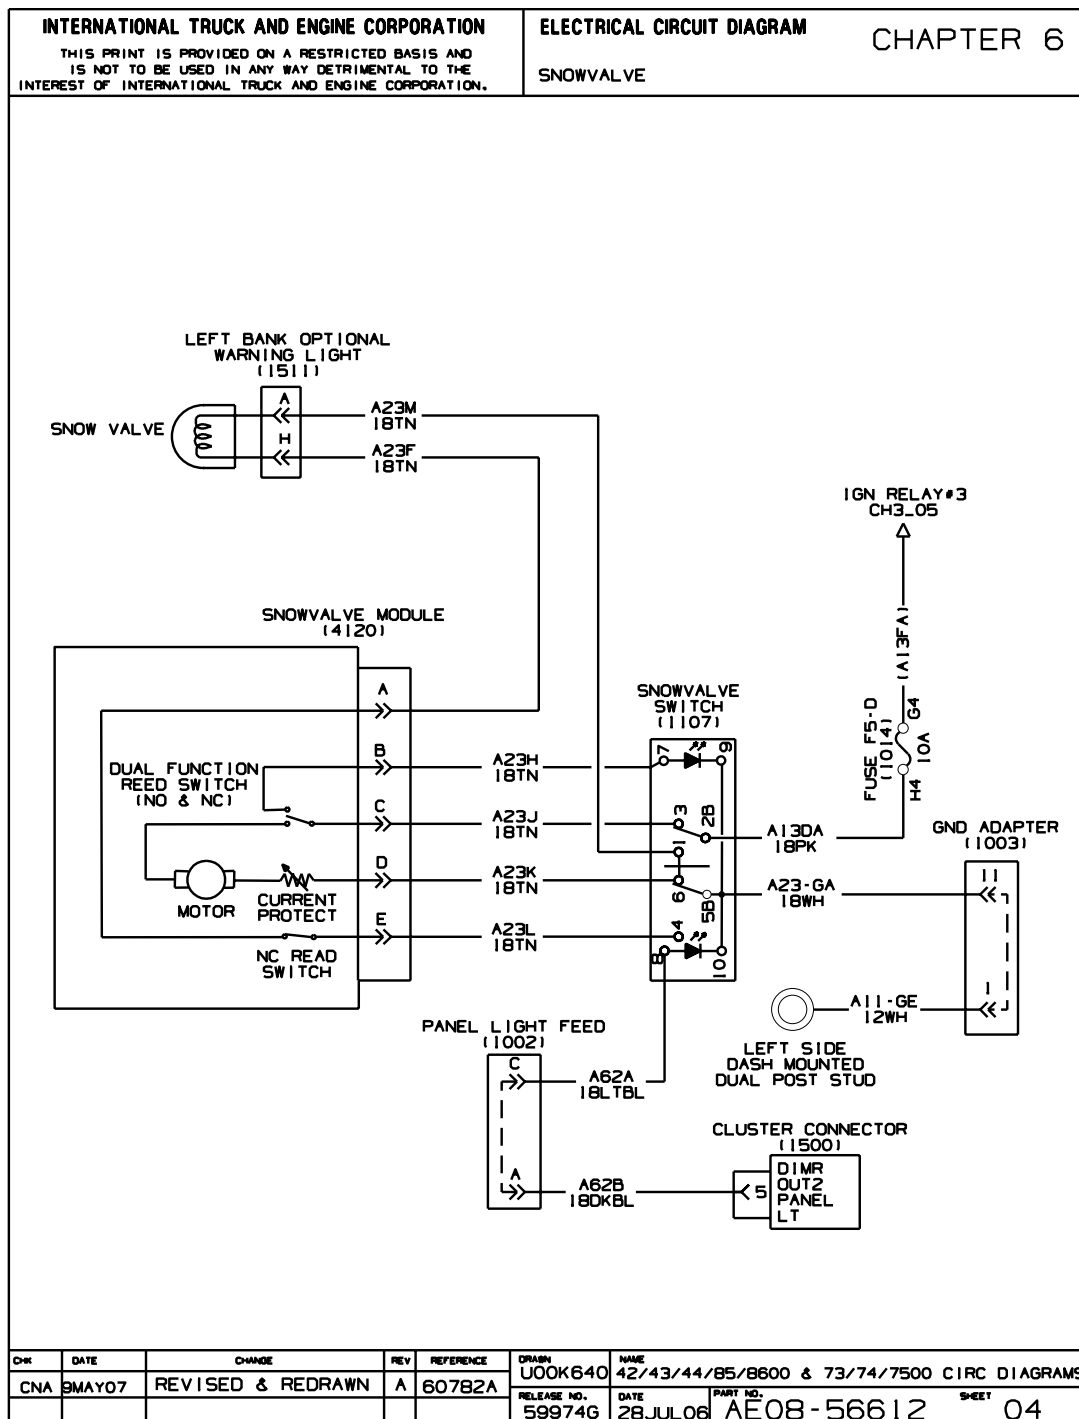 INTERNATIONAL TRUCK AND ENGINE CORPORATION
THIS PRINT IS PROVIDED ON A RESTRICTED BASIS AND
IS NOT TO BE USED IN ANY WAY DETRIMENTAL TO THE
INTEREST OF INTERNATIONAL TRUCK AND ENGINE CORPORATION.
ELECTRICAL CIRCUIT DIAGRAM
SNOWVALVE
CHAPTER 6
LEFT BANK OPTIONAL
WARNING LIGHT
(1511)
SNOW VALVE
A
H
A23M
18TN
A23F
18TN
IGN RELAY#3
CH3_05
(A13FA)
G4
FUSE F5-D
(1014)
10A
H4
SNOWVALVE MODULE
(4120)
A
B
C
D
E
DUAL FUNCTION
REED SWITCH
(NO & NC)
MOTOR
CURRENT
PROTECT
NC READ
SWITCH
A23H
18TN
A23J
18TN
A23K
18TN
A23L
18TN
SNOWVALVE
SWITCH
(1107)
7
9
3
2B
1
6
5B
4
8
10
A13DA
18PK
A23-GA
18WH
GND ADAPTER
(1003)
11
1
A11-GE
12WH
LEFT SIDE
DASH MOUNTED
DUAL POST STUD
PANEL LIGHT FEED
(1002)
C
A
A62A
18LTBL
A62B
18DKBL
CLUSTER CONNECTOR
(1500)
5
DIMR
OUT2
PANEL
LT
CHK DATE CHANGE REV REFERENCE
CNA 9MAY07 REVISED & REDRAWN A 60782A
DRAWN
U00K640
NAME
42/43/44/85/8600 & 73/74/7500 CIRC DIAGRAMS
RELEASE NO.
59974G
DATE
28JUL06
PART NO.
AE08-56612
SHEET
04